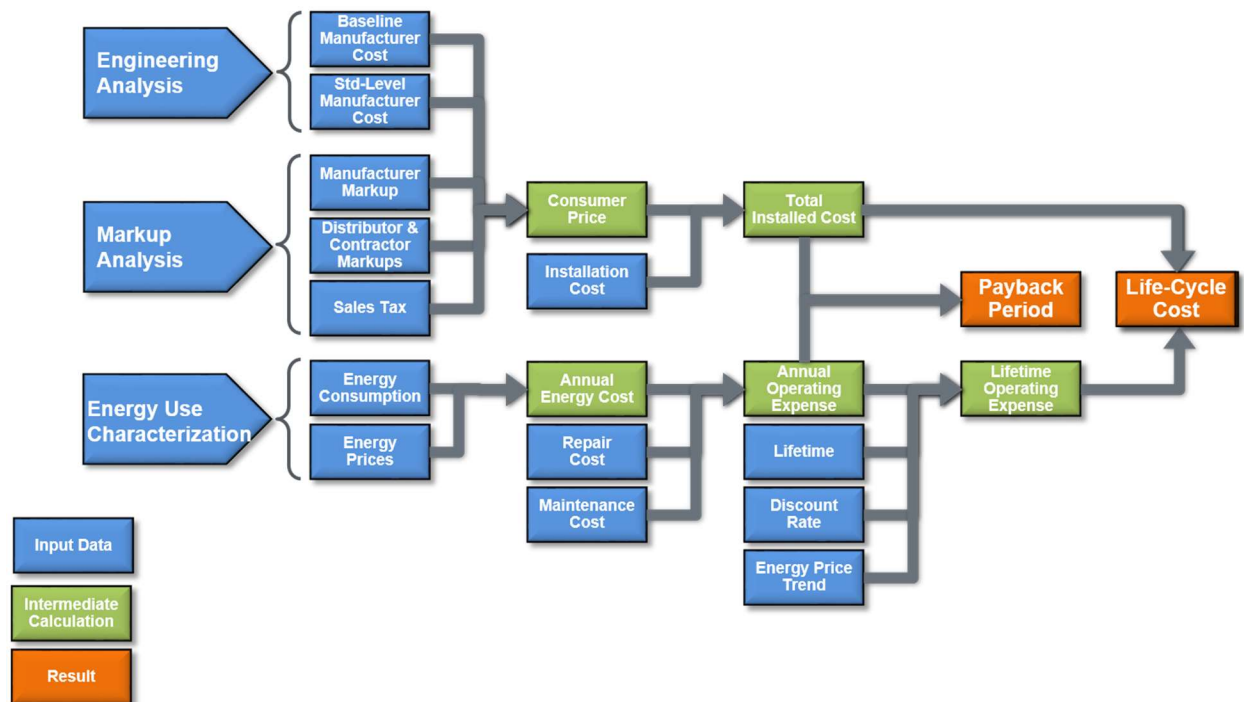 Engineering
Analysis
Baseline
Manufacturer
Cost
Std-Level
Manufacturer
Cost
Markup
Analysis
Manufacturer
Markup
Distributor &
Contractor
Markups
Sales Tax
Consumer
Price
Installation
Cost
Total
Installed Cost
Payback
Period
Life-Cycle
Cost
Energy Use
Characterization
Energy
Consumption
Energy
Prices
Annual
Energy Cost
Repair
Cost
Maintenance
Cost
Annual
Operating
Expense
Lifetime
Discount
Rate
Energy Price
Trend
Lifetime
Operating
Expense
Input Data
Intermediate
Calculation
Result